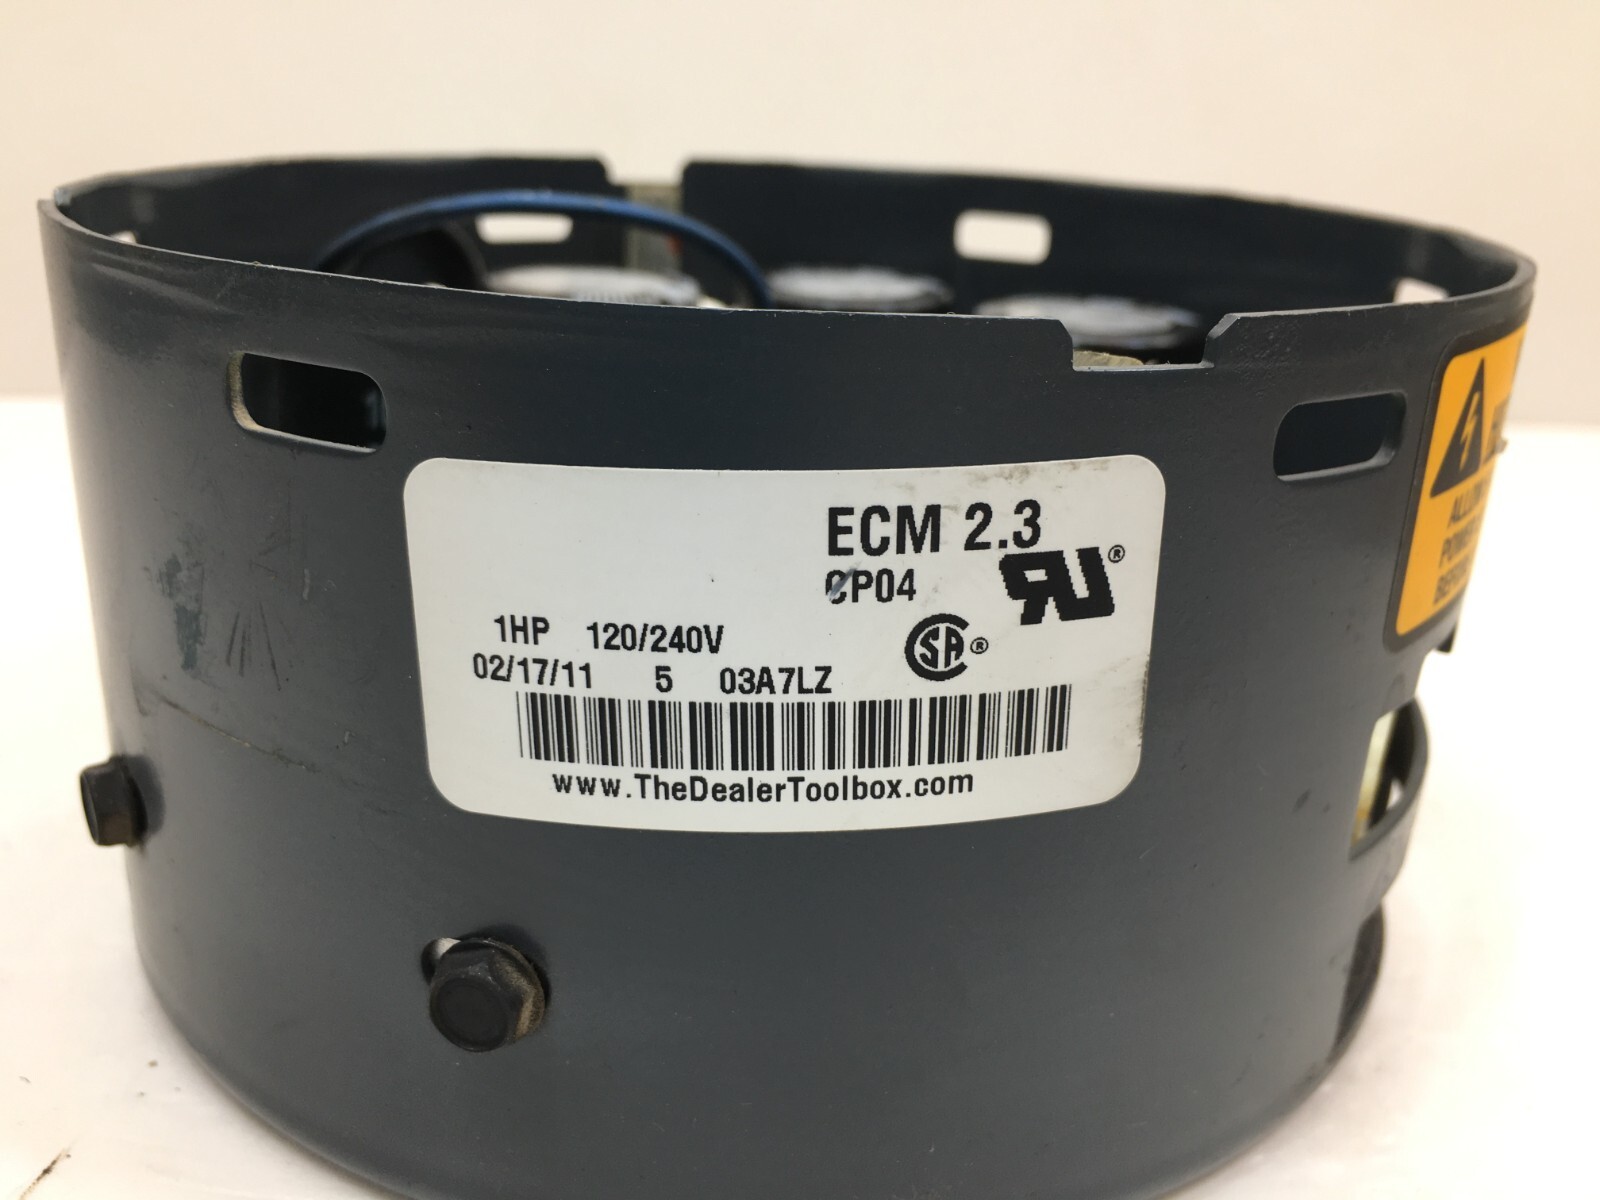 ECM 2.3
CP04
1HP 120/240V
02/17/11 5 03A7LZ
www.TheDealerToolbox.com